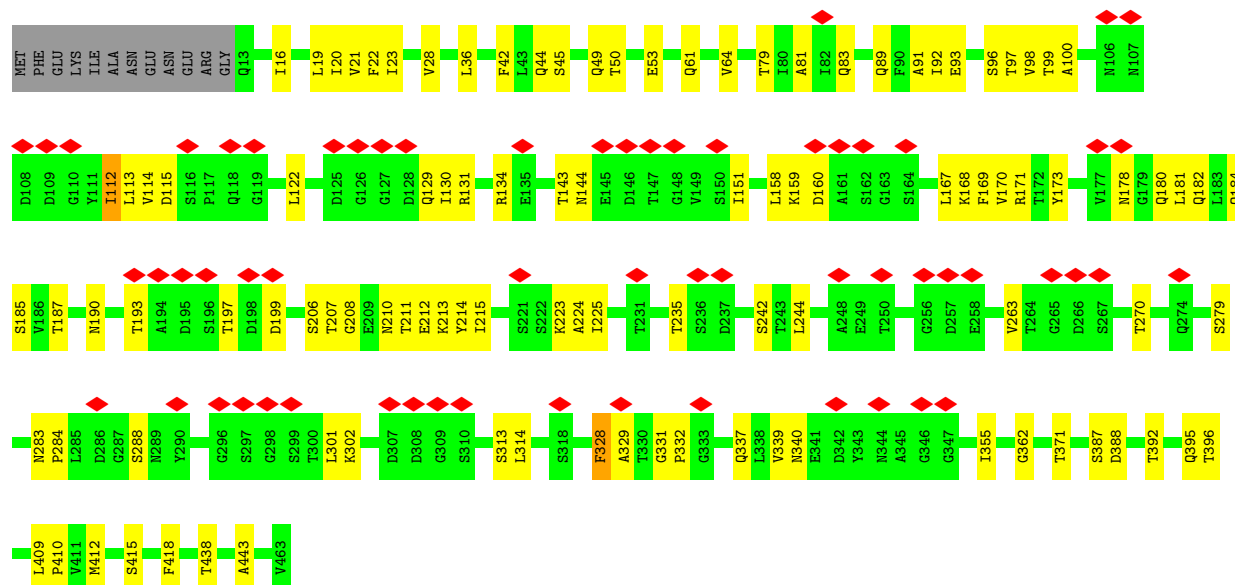 MET PHE GLU LYS ILE ALA ASN GLU ASN GLU ARG GLY Q13 I16 L19 I20 V21 F22 I23 V28 L36 F42 L43 Q44 S45 Q49 T50 E53 Q61 V64 T79 I80 A81 I82 Q83 Q89 F90 A91 I92 E93 S96 T97 V98 T99 A100 N106 N107
D108 D109 G110 Y111 I112 L113 V114 D115 S116 P117 Q118 G119 L122 D125 G126 G127 D128 Q129 I130 R131 R134 E135 T143 N144 E145 D146 T147 G148 V149 S150 I151 L158 K159 D160 A161 S162 G163 S164 L167 K168 F169 V170 R171 T172 Y173 V177 N178 G179 Q180 L181 Q182 L183
S185 V186 T187 N190 T193 A194 D195 S196 T197 D198 D199 S206 T207 G208 E209 N210 T211 E212 K213 Y214 I215 S221 S222 K223 A224 I225 T231 T235 S236 D237 S242 T243 L244 A248 E249 T250 G256 D257 E258 V263 T264 G265 D266 S267 T270 Q274 S279
N283 P284 L285 D286 G287 S288 N289 Y290 G296 S297 G298 S299 T300 L301 K302 D307 D308 G309 S310 S313 L314 S318 F328 A329 T330 G331 P332 G333 Q337 L338 V339 N340 E341 D342 Y343 N344 A345 G346 G347 I355 G362 T371 S387 D388 T392 Q395 T396
L409 P410 V411 M412 S415 F418 T438 A443 V463